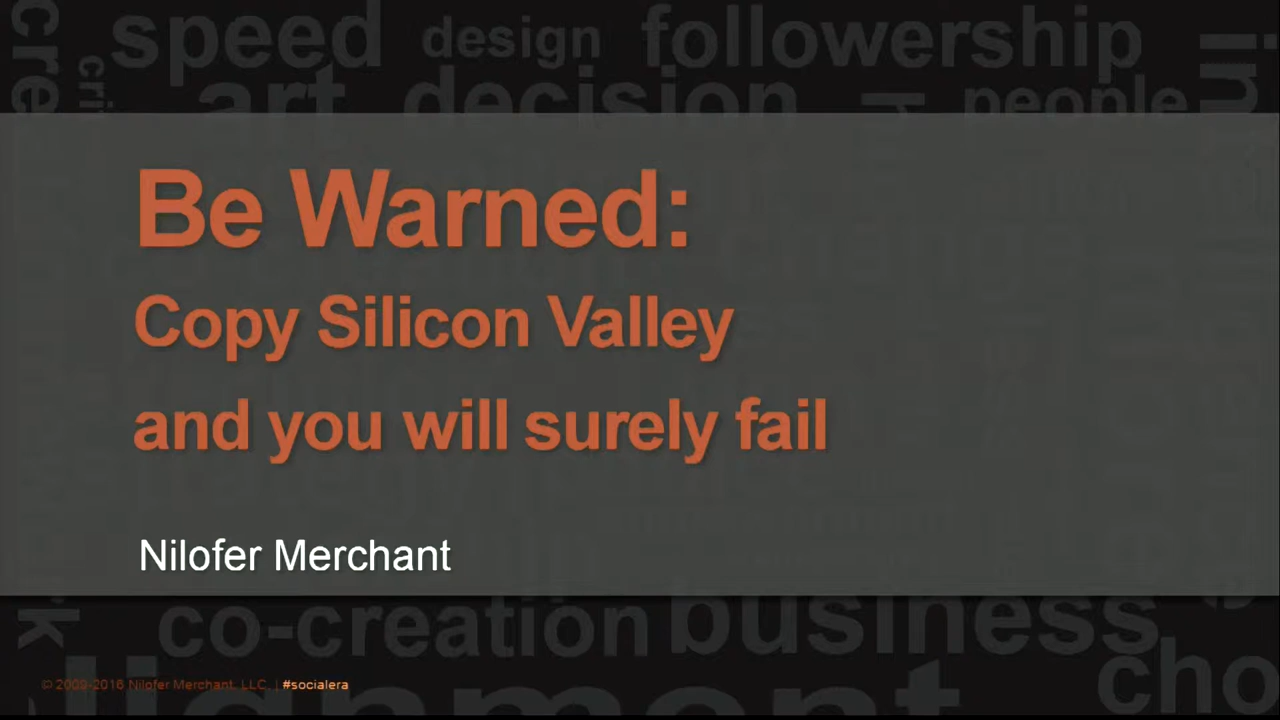 speed design followership
art decision people
Be Warned:
Copy Silicon Valley
and you will surely fail
Nilofer Merchant
co-creation business
© 2009-2016 Nilofer Merchant, LLC. | #socialera